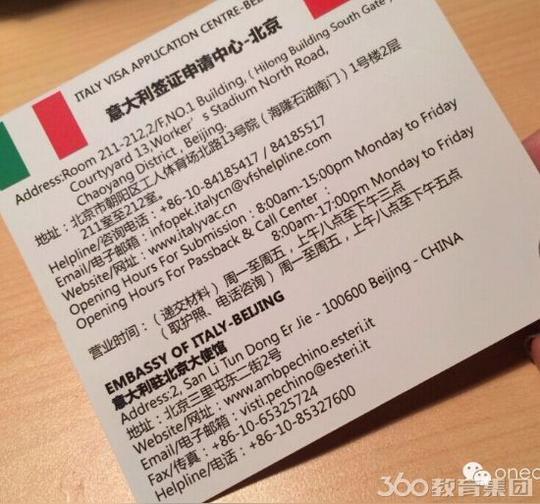 ITALY VISA APPLICATION CENTRE-BE
意大利签证申请中心-北京
Address:Room 211-212,2/F,NO.1 Building, (Hilong Building South Gate)
Courtyyard 13,Worker's Stadium North Road,
Chaoyang District, Beijing.
地址：北京市朝阳区工人体育场北路13号院（海隆石油南门）1号楼2层
211室至212室。
Helpline/咨询电话：+86-10-84185417 / 84185517
Email/电子邮箱：infopek.italycn@vfshelpline.com
Website/网址：www.italyvac.cn
Opening Hours For Submission : 8:00am-15:00pm Monday to Friday
Opening Hours For Passback & Call Center :
8:00am-17:00pm Monday to Friday
营业时间：（递交材料）周一至周五，上午八点至下午三点
（取护照、电话咨询）周一至周五，上午八点至下午五点
EMBASSY OF ITALY-BEIJING
意大利驻北京大使馆
Address:2, San Li Tun Dong Er Jie - 100600 Beijing - CHINA
地址：北京三里屯东二街2号
Website/网址：www.ambpechino.esteri.it
Email/电子邮箱：visti.pechino@esteri.it
Fax/传真：+86-10-65325724
Helpline/电话：+86-10-85327600
oneo
360教育集团